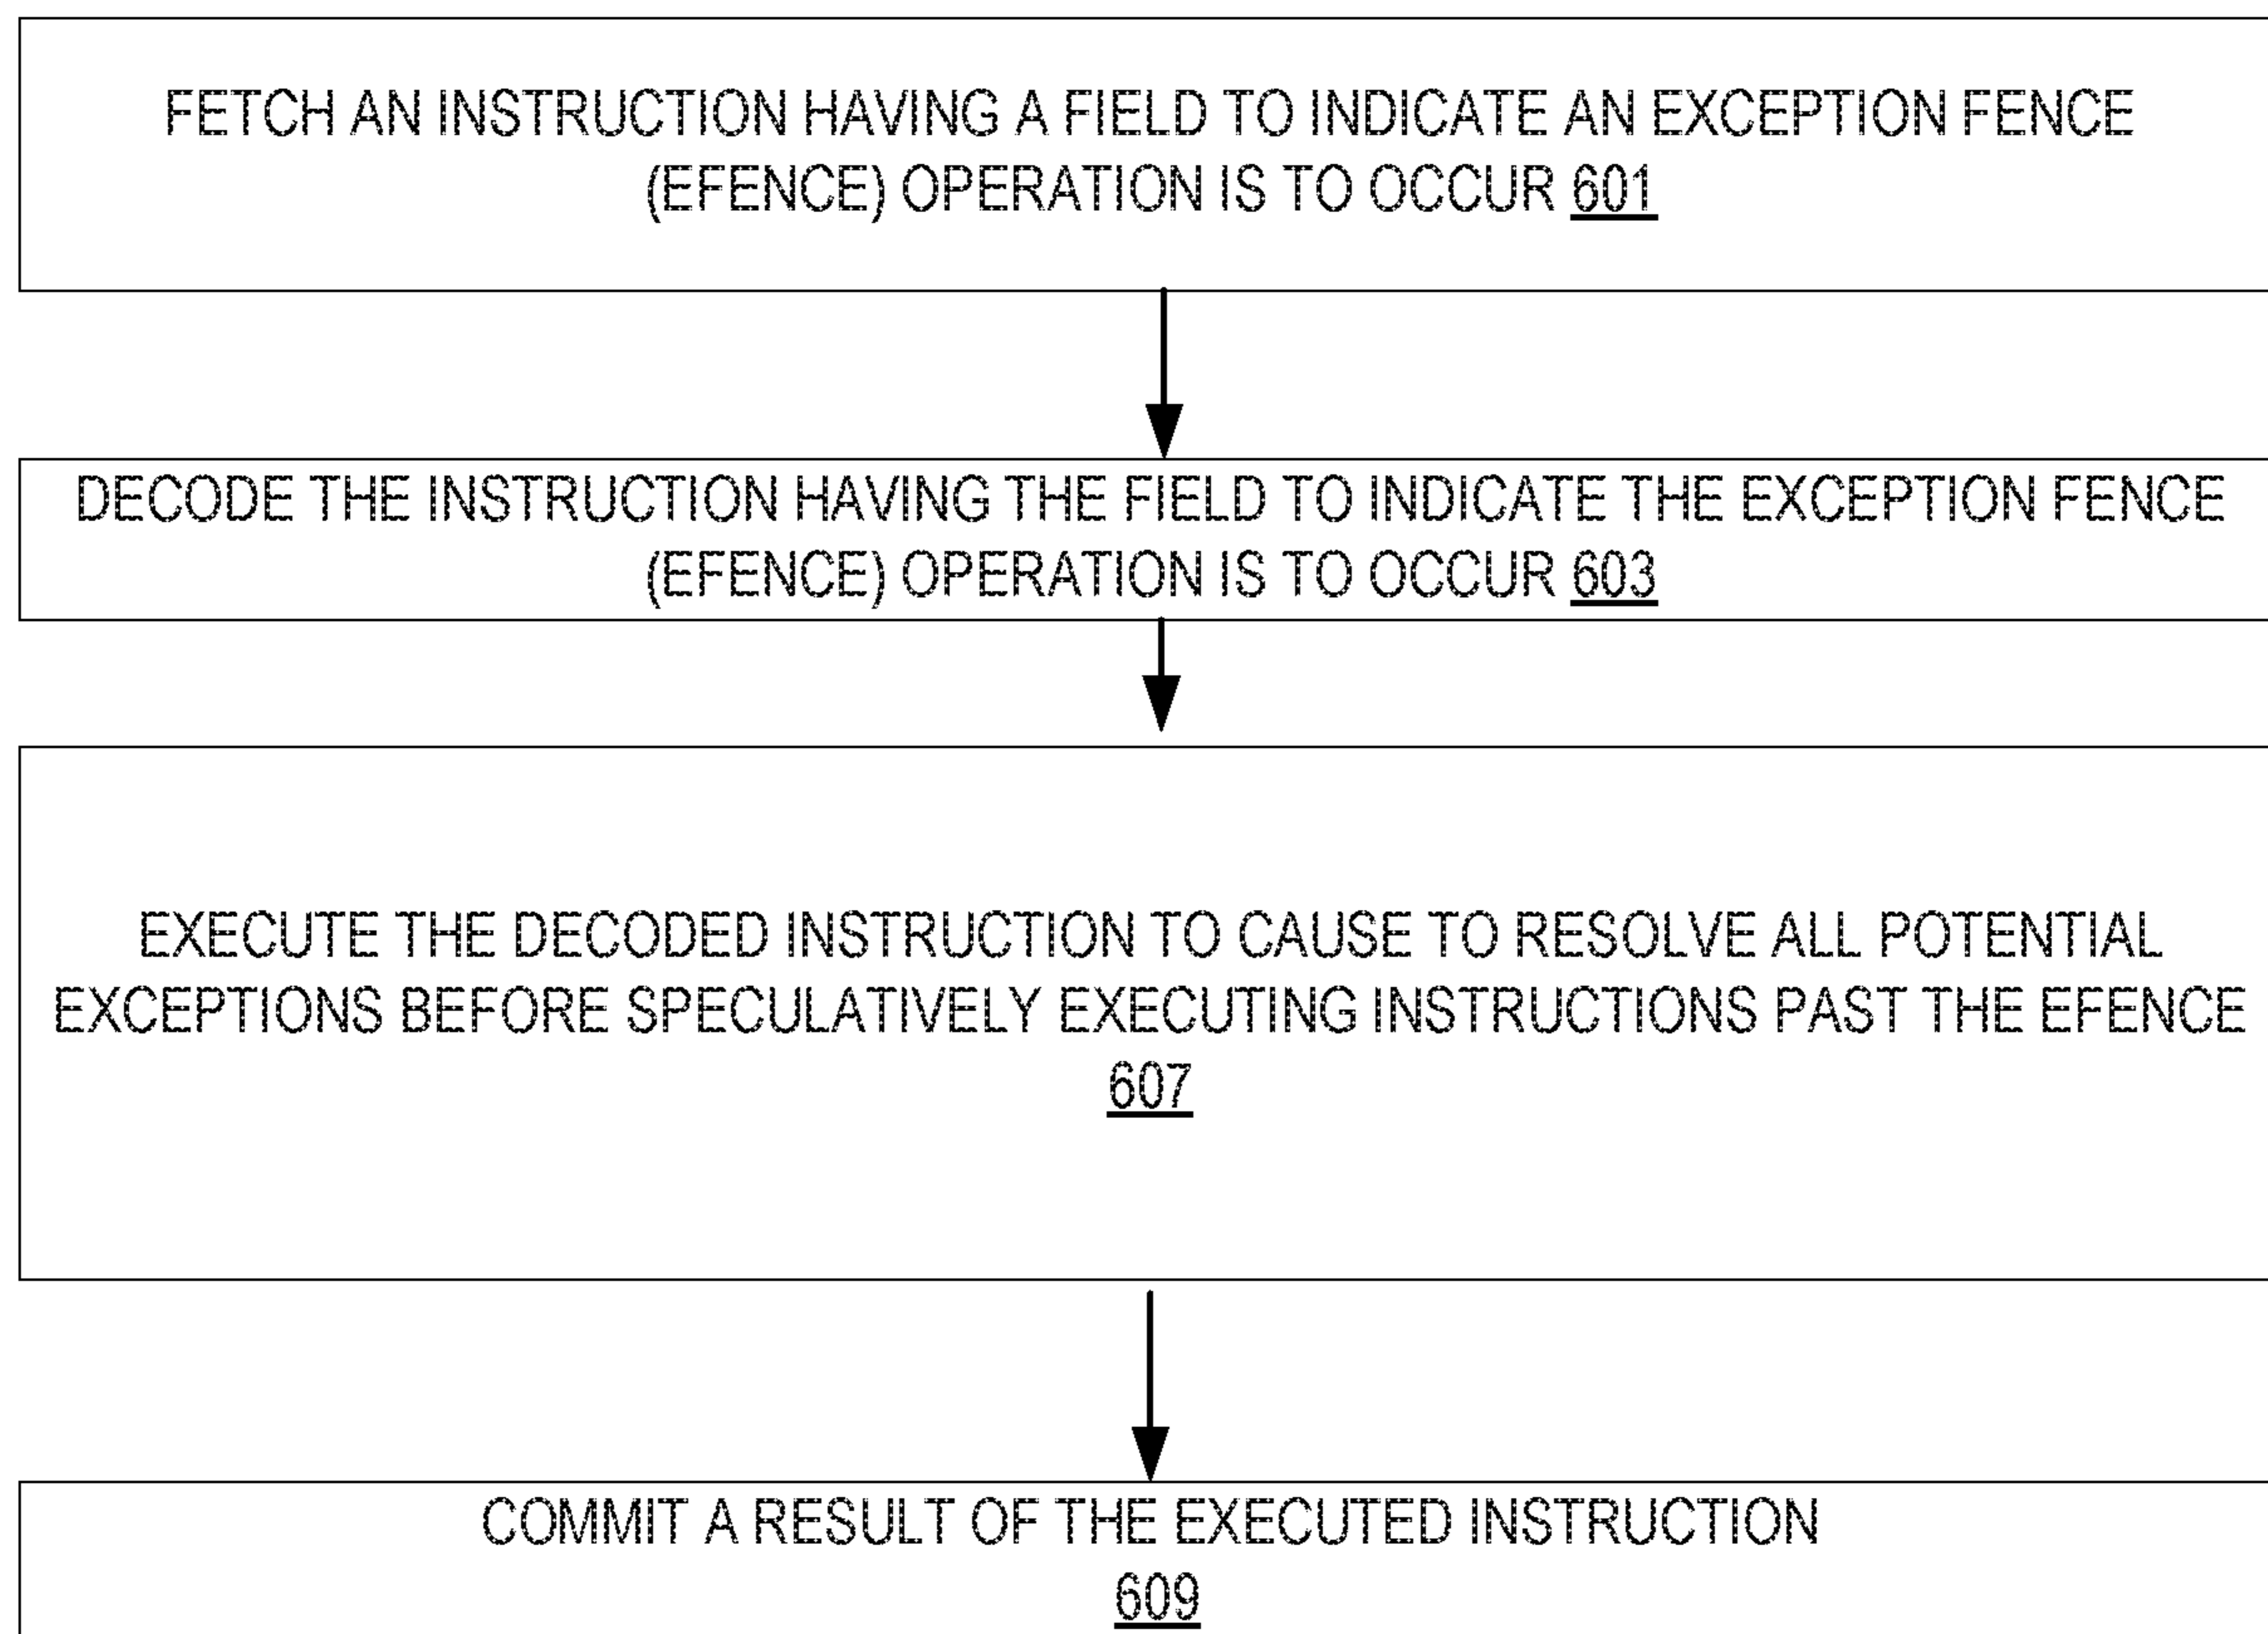 FETCH AN INSTRUCTION HAVING A FIELD TO INDICATE AN EXCEPTION FENCE
(EFENCE) OPERATION IS TO OCCUR 601
DECODE THE INSTRUCTION HAVING THE FIELD TO INDICATE THE EXCEPTION FENCE
(EFENCE) OPERATION IS TO OCCUR 603
EXECUTE THE DECODED INSTRUCTION TO CAUSE TO RESOLVE ALL POTENTIAL
EXCEPTIONS BEFORE SPECULATIVELY EXECUTING INSTRUCTIONS PAST THE EFENCE
607
COMMIT A RESULT OF THE EXECUTED INSTRUCTION
609